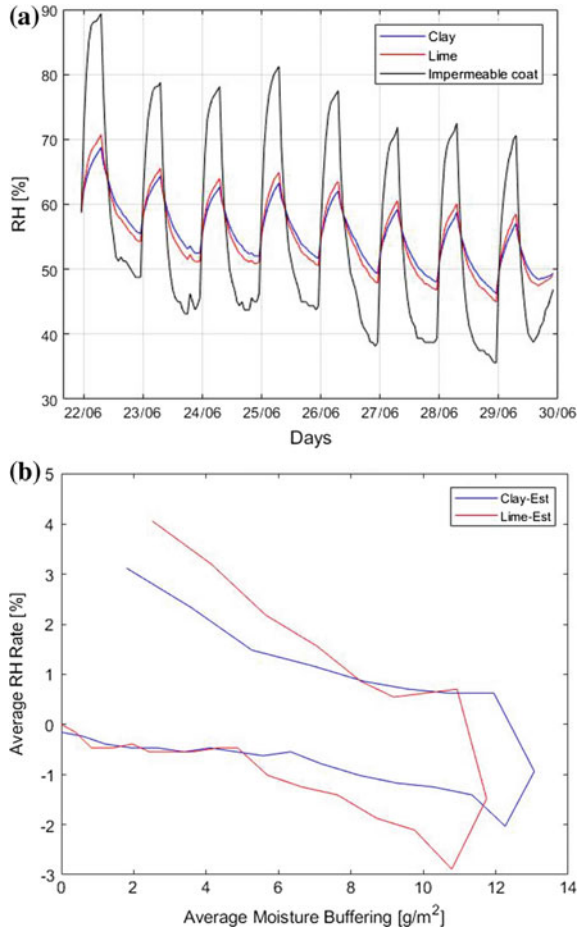 (a)
90
80
70
60
50
40
30
RH [%]
Clay
Lime
Impermeable coat
22/06 23/06 24/06 25/06 26/06 27/06 28/06 29/06 30/06
Days
(b)
5
4
3
2
1
0
-1
-2
-3
Average RH Rate [%]
Clay-Est
Lime-Est
0 2 4 6 8 10 12 14
Average Moisture Buffering [g/m²]